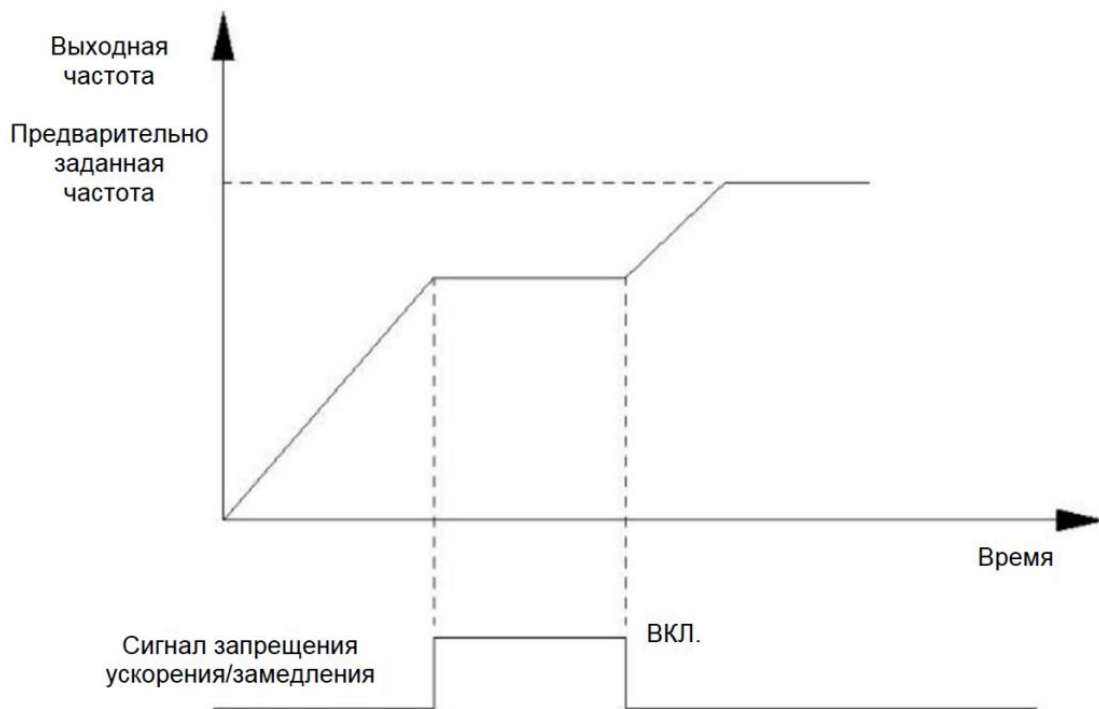 Выходная
частота
Предварительно
заданная
частота
Время
ВКЛ.
Сигнал запрещения
ускорения/замедления